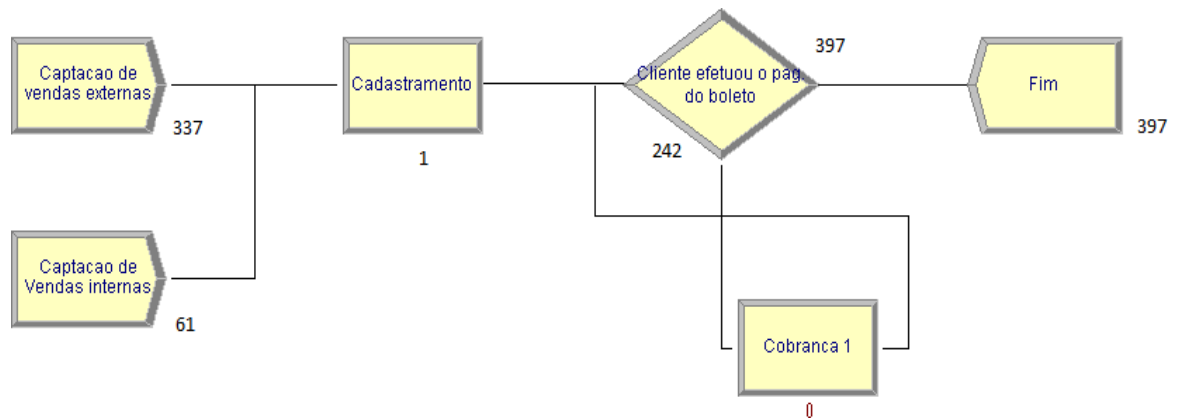 Captacao de
vendas externas
337
Cadastramento
1
Cliente efetuou o pag.
do boleto
397
242
Fim
397
Captacao de
Vendas internas
61
Cobranca 1
0